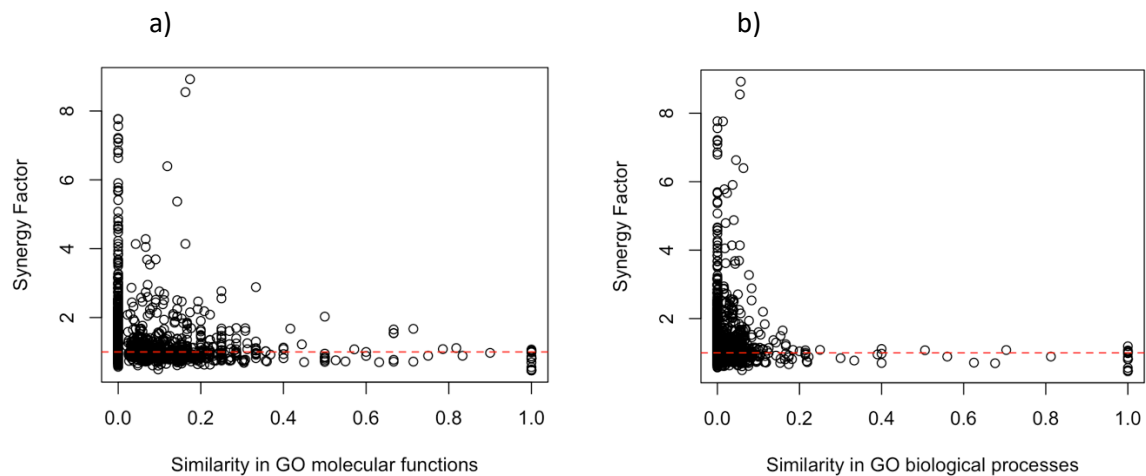 a)
8
6
4
2
Synergy Factor
0.0 0.2 0.4 0.6 0.8 1.0
Similarity in GO molecular functions
b)
8
6
4
2
Synergy Factor
0.0 0.2 0.4 0.6 0.8 1.0
Similarity in GO biological processes